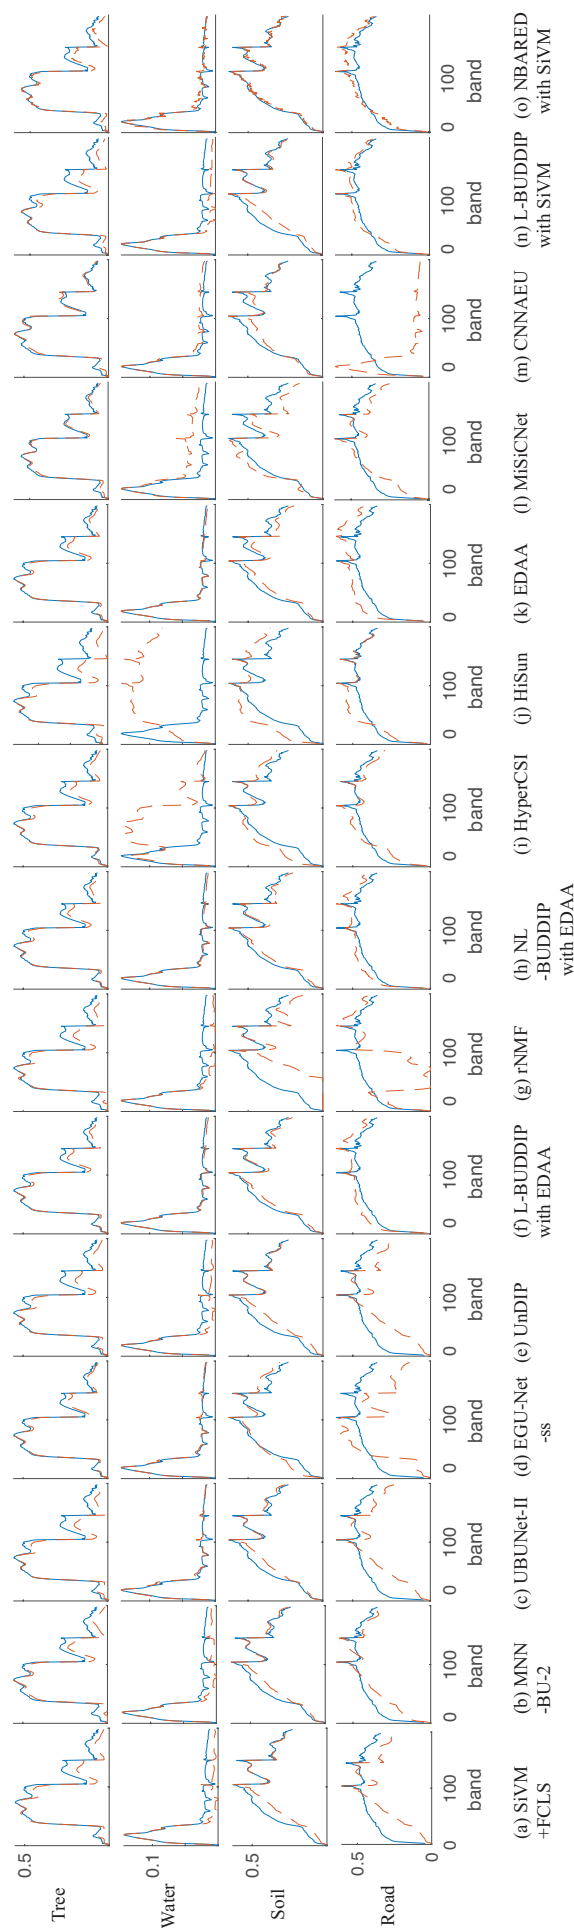 0.5
Tree
0.1
Water
0.5
Soil
0.5
Road
0
0 100 0 100 0 100 0 100 0 100 0 100 0 100 0 100 0 100 0 100 0 100 0 100 0 100 0 100 0 100
band band band band band band band band band band band band band band band
(a) SiVM
+FCLS
(b) MNN
-BU-2
(c) UBUNet-II
(d) EGU-Net
-ss
(e) UnDIP
(f) L-BUDDIP
with EDAA
(g) rNMF
(h) NL
-BUDDIP
with EDAA
(i) HyperCSI
(j) HiSun
(k) EDAA
(l) MiSiCNet
(m) CNNAEU
(n) L-BUDDIP
with SiVM
(o) NBARED
with SiVM